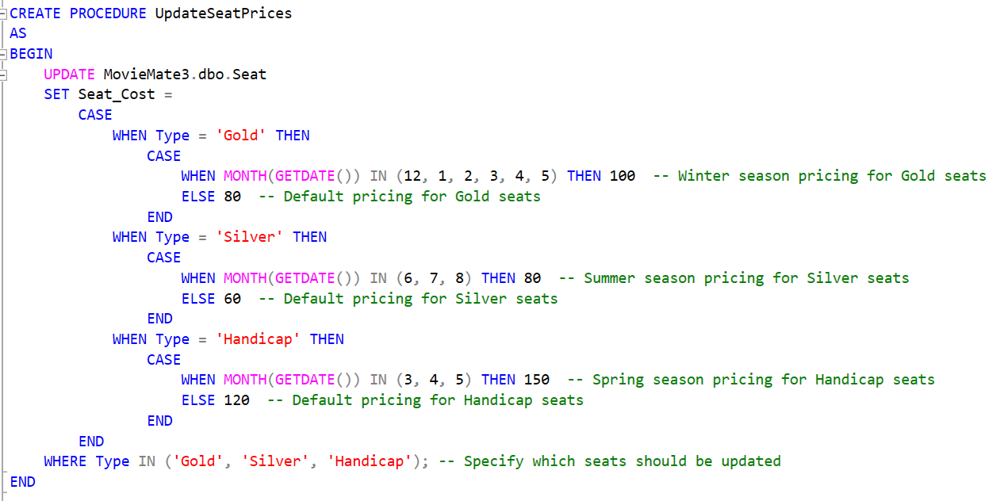 CREATE PROCEDURE UpdateSeatPrices
AS
BEGIN
    UPDATE MovieMate3.dbo.Seat
    SET Seat_Cost =
        CASE
            WHEN Type = 'Gold' THEN
                CASE
                    WHEN MONTH(GETDATE()) IN (12, 1, 2, 3, 4, 5) THEN 100  -- Winter season pricing for Gold seats
                    ELSE 80  -- Default pricing for Gold seats
                END
            WHEN Type = 'Silver' THEN
                CASE
                    WHEN MONTH(GETDATE()) IN (6, 7, 8) THEN 80  -- Summer season pricing for Silver seats
                    ELSE 60  -- Default pricing for Silver seats
                END
            WHEN Type = 'Handicap' THEN
                CASE
                    WHEN MONTH(GETDATE()) IN (3, 4, 5) THEN 150  -- Spring season pricing for Handicap seats
                    ELSE 120  -- Default pricing for Handicap seats
                END
        END
    WHERE Type IN ('Gold', 'Silver', 'Handicap'); -- Specify which seats should be updated
END